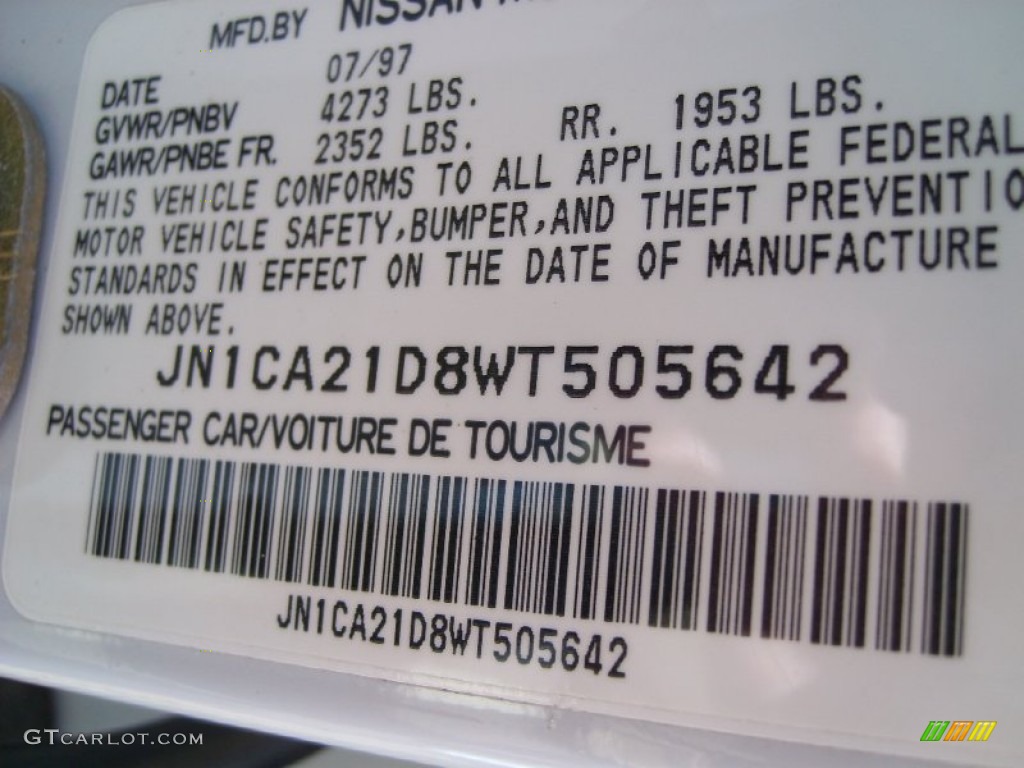 MFD.BY NISSAN
DATE 07/97
GVWR/PNBV 4273 LBS.
GAWR/PNBE FR. 2352 LBS. RR. 1953 LBS.
THIS VEHICLE CONFORMS TO ALL APPLICABLE FEDERAL
MOTOR VEHICLE SAFETY,BUMPER,AND THEFT PREVENTIO
STANDARDS IN EFFECT ON THE DATE OF MANUFACTURE
SHOWN ABOVE.
JN1CA21D8WT505642
PASSENGER CAR/VOITURE DE TOURISME
JN1CA21D8WT505642
GTCARLOT.COM